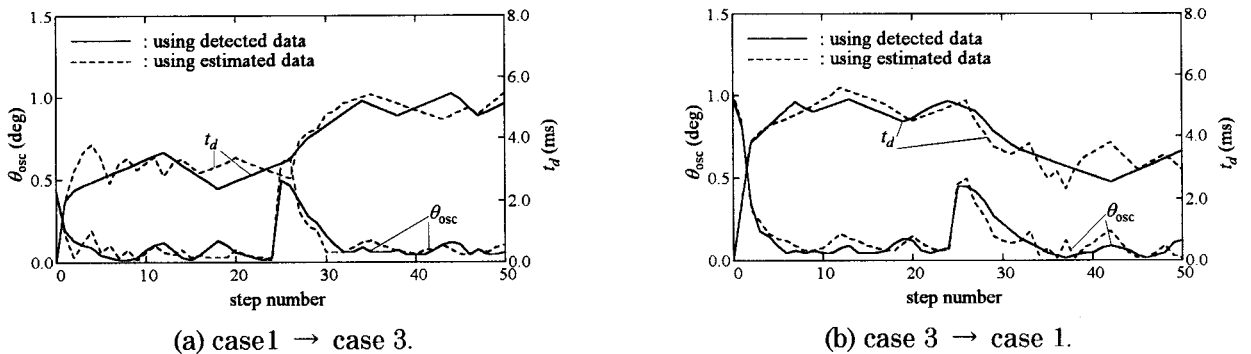 1.5
1.0
0.5
0.0
θosc (deg)
: using detected data
: using estimated data
td
θosc
8.0
6.0
4.0
2.0
0.0
td (ms)
0 10 20 30 40 50
step number
(a) case1 → case 3.
1.5
1.0
0.5
0.0
θosc (deg)
: using detected data
: using estimated data
td
θosc
8.0
6.0
4.0
2.0
0.0
td (ms)
0 10 20 30 40 50
step number
(b) case 3 → case 1.